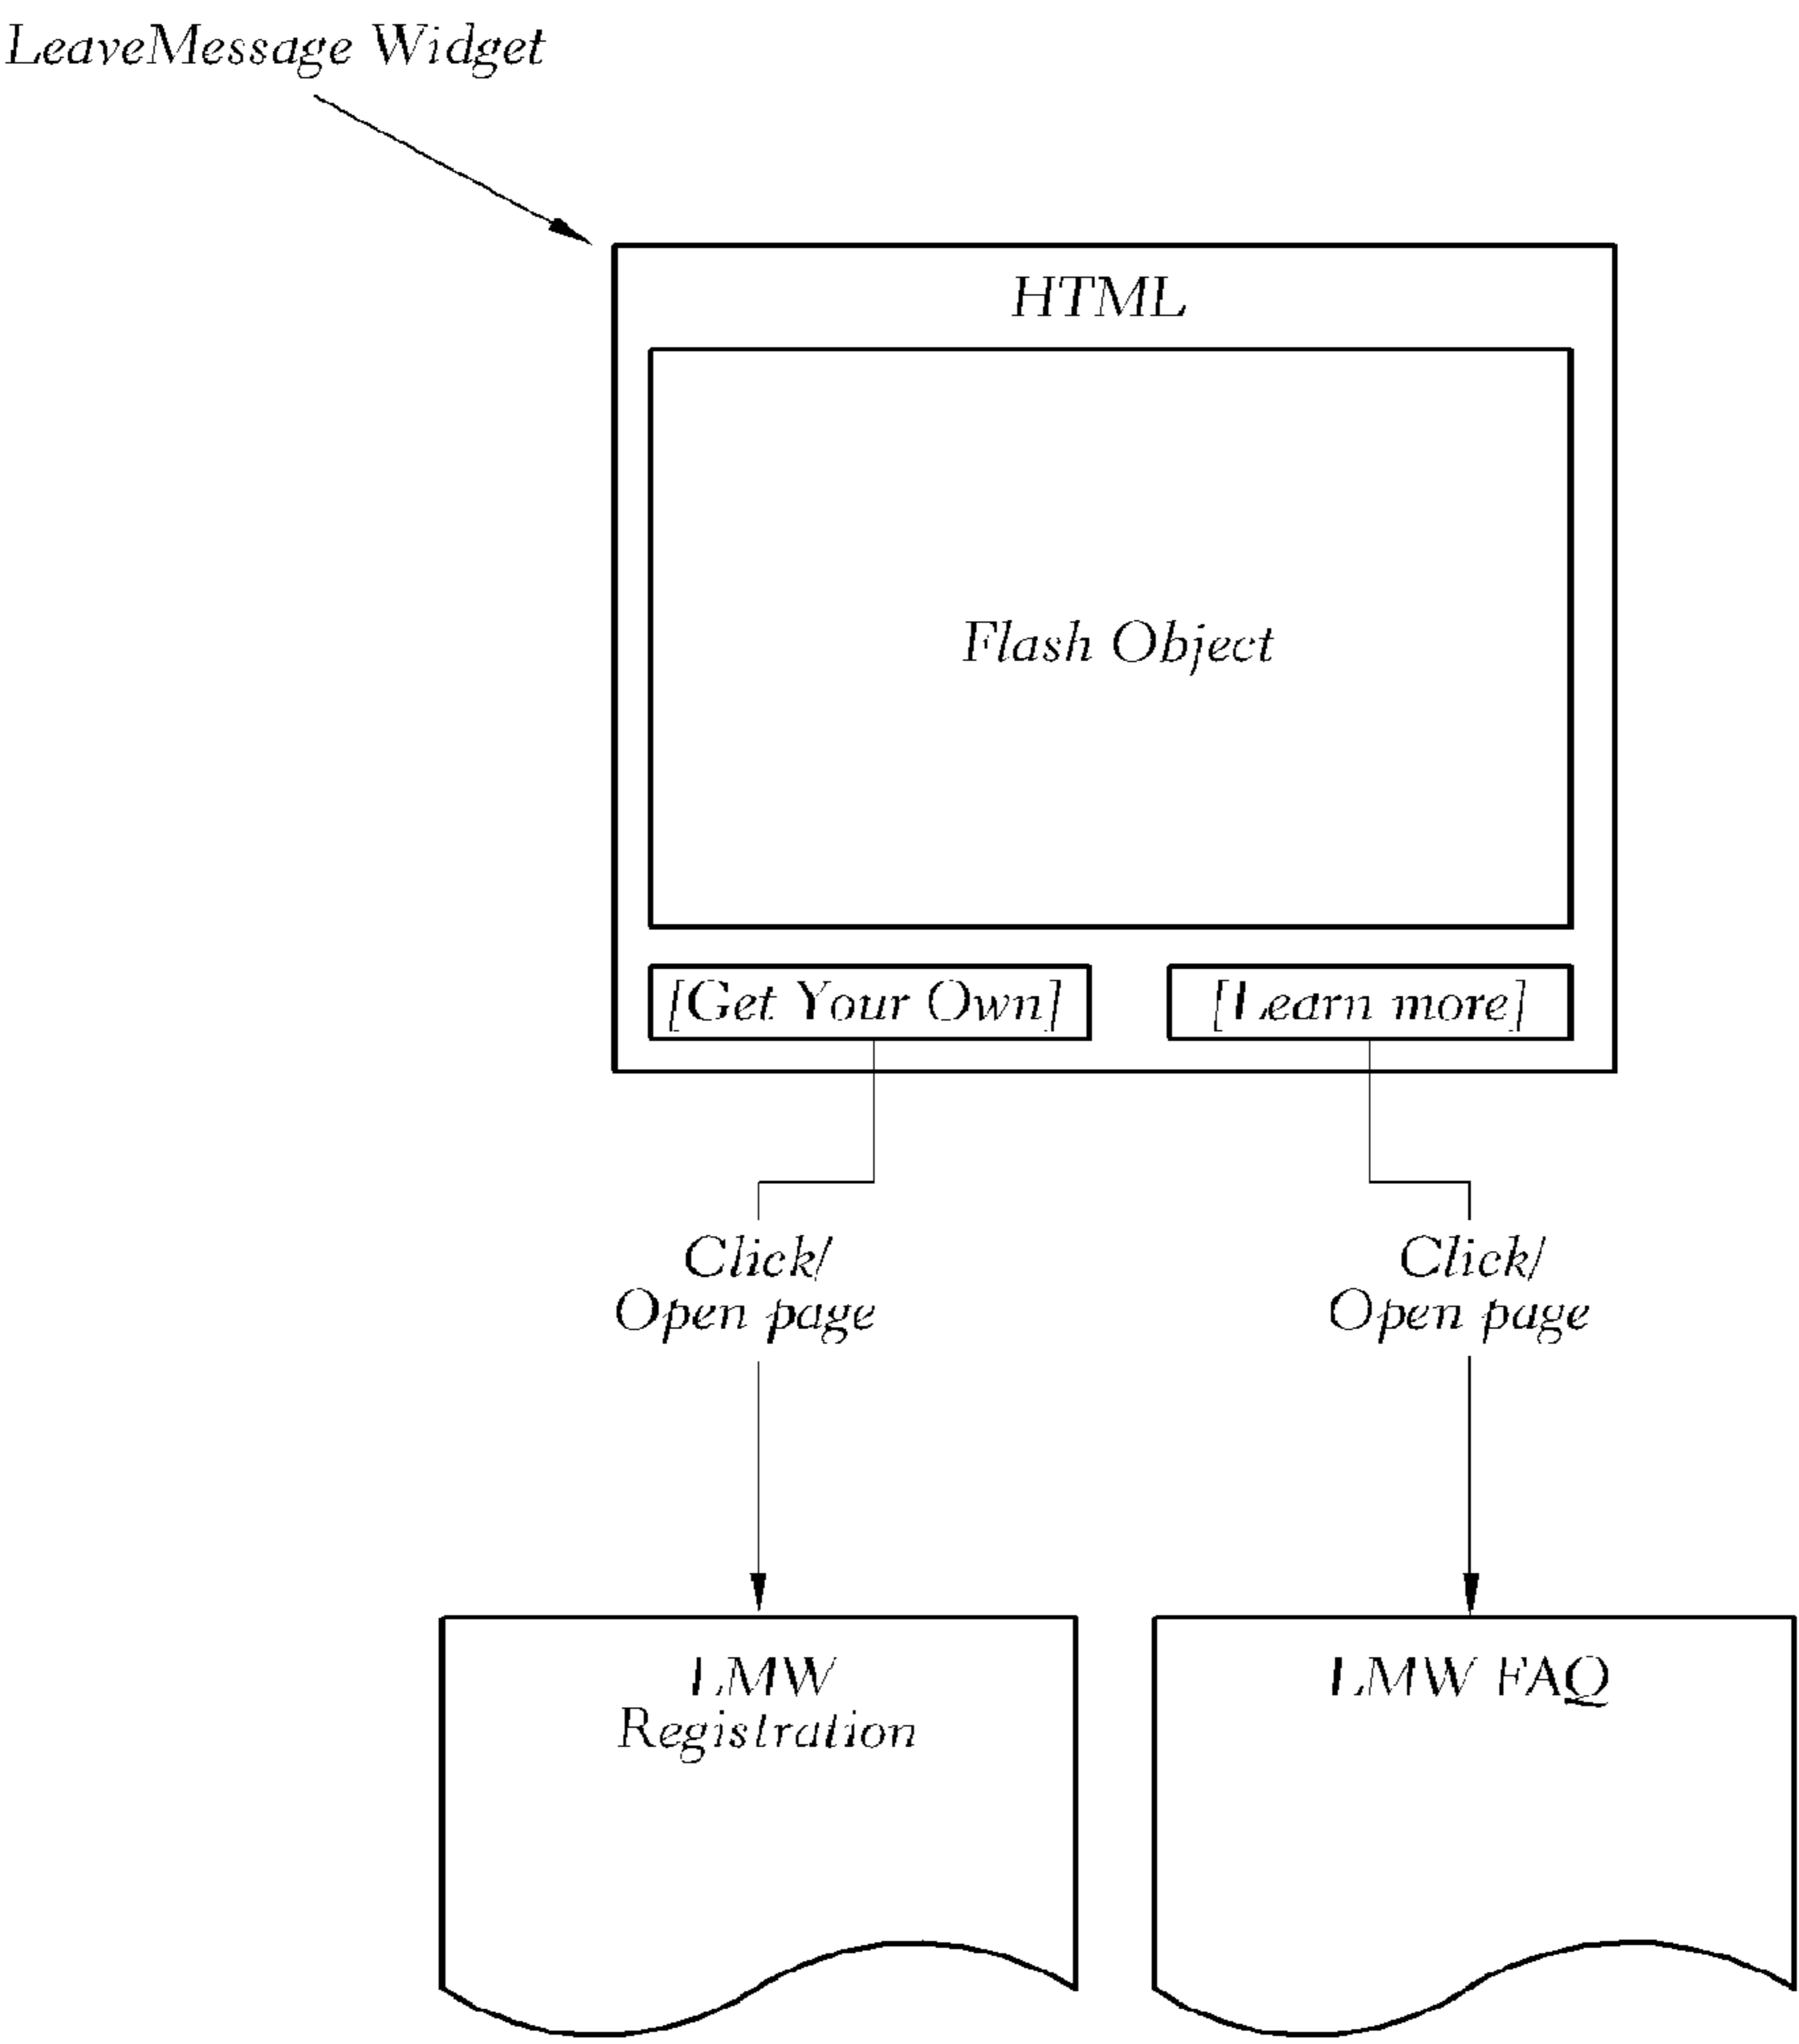 LeaveMessage Widget
HTML
Flash Object
[Get Your Own]
[Learn more]
Click/
Open page
Click/
Open page
LMW
Registration
LMW FAQ